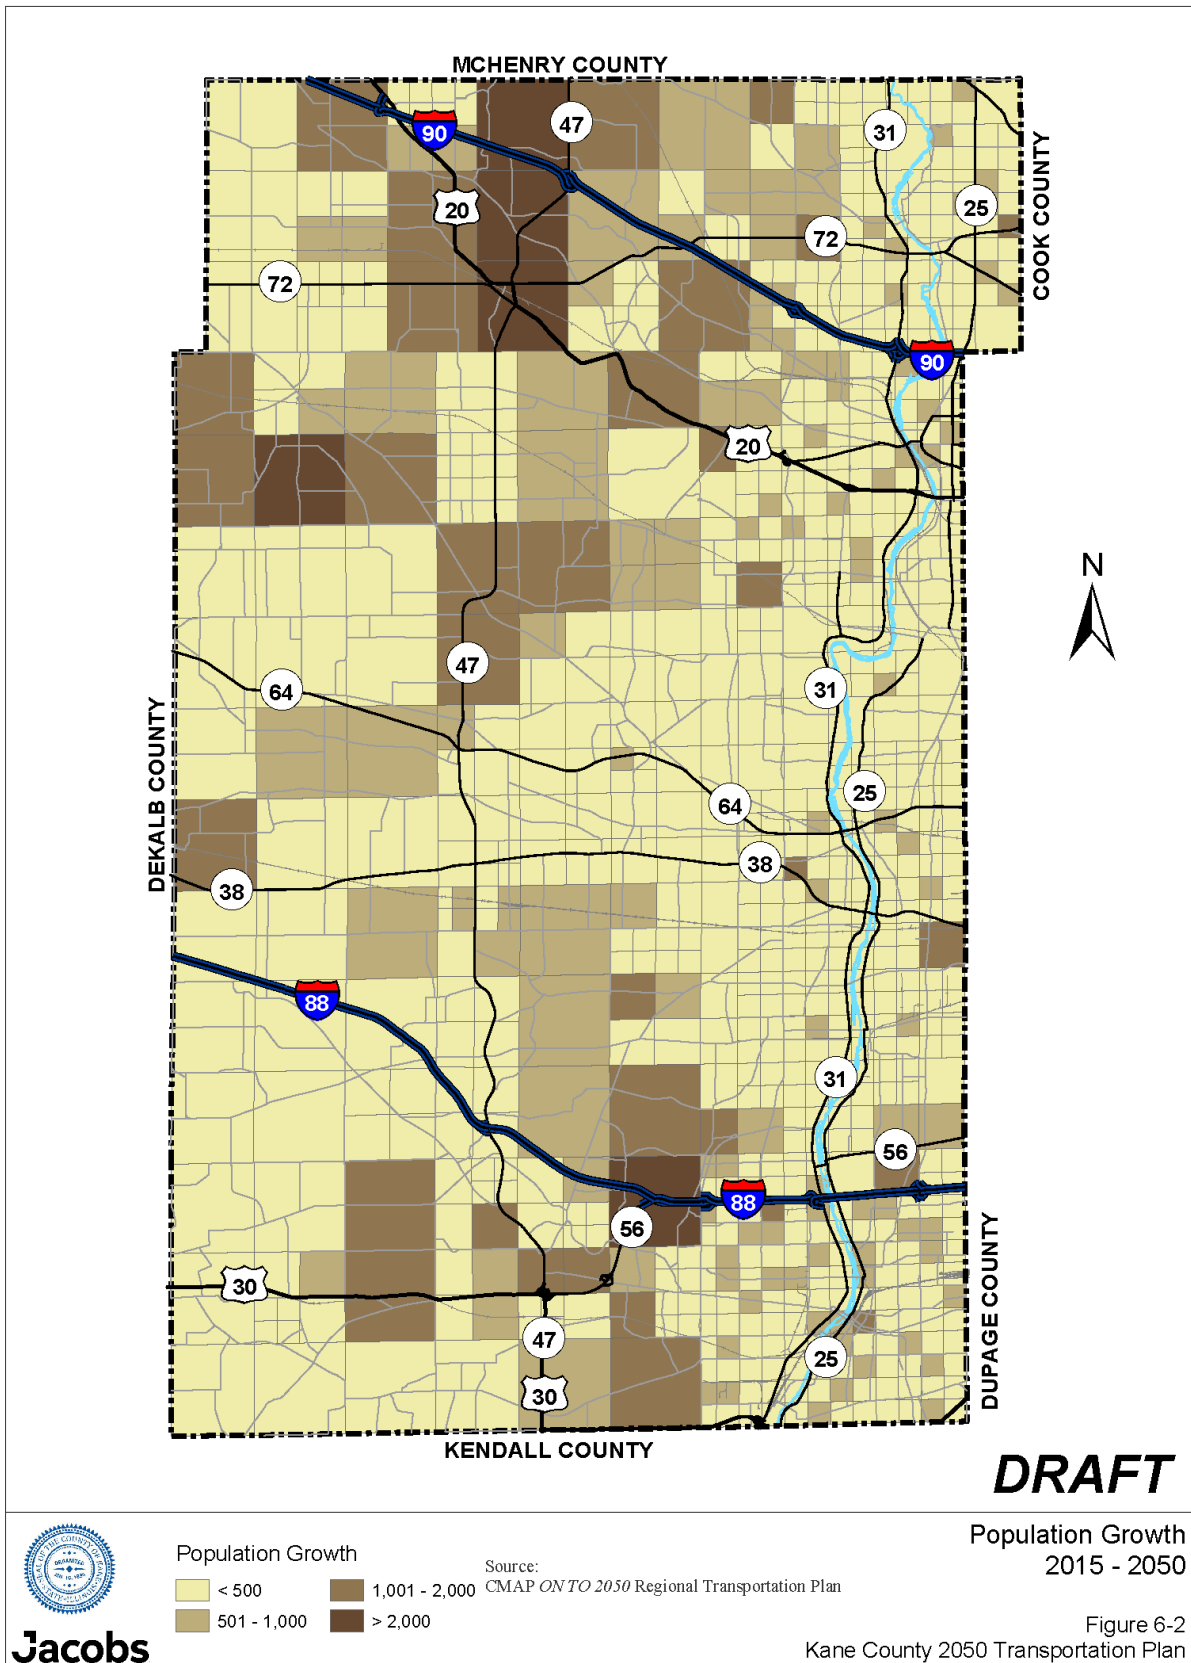 MCHENRY COUNTY
90
47
31
20
25
72
72
COOK COUNTY
90
20
N
47
64
31
DEKALB COUNTY
25
64
38
38
88
31
56
88
56
30
47
25
30
DUPAGE COUNTY
KENDALL COUNTY
DRAFT
Population Growth
2015 - 2050
Population Growth
< 500
501 - 1,000
1,001 - 2,000
> 2,000
Source:
CMAP ON TO 2050 Regional Transportation Plan
Figure 6-2
Kane County 2050 Transportation Plan
Jacobs